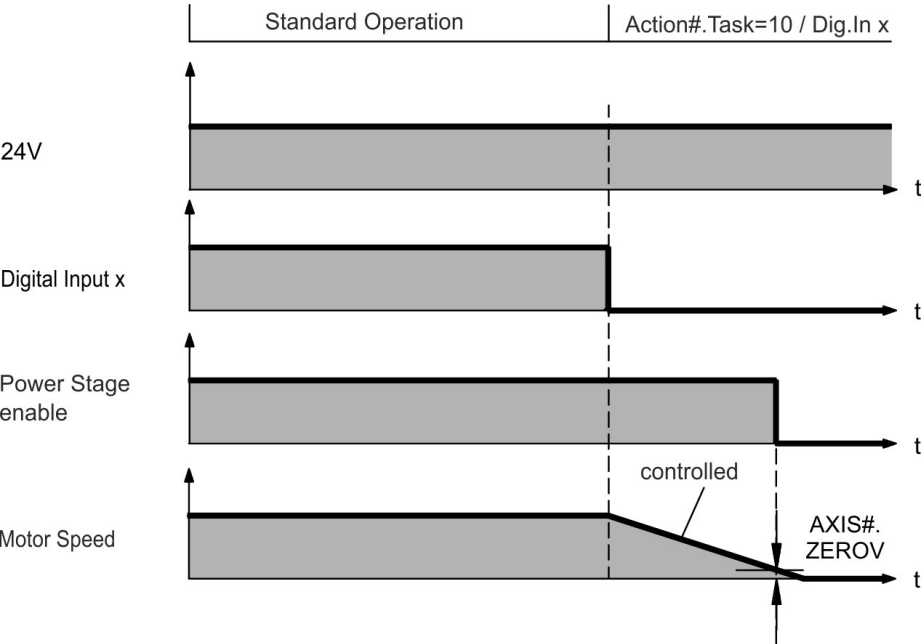 Standard Operation
Action#.Task=10 / Dig.In x
24V
t
Digital Input x
t
Power Stage
enable
t
controlled
Motor Speed
AXIS#.
ZEROV
t